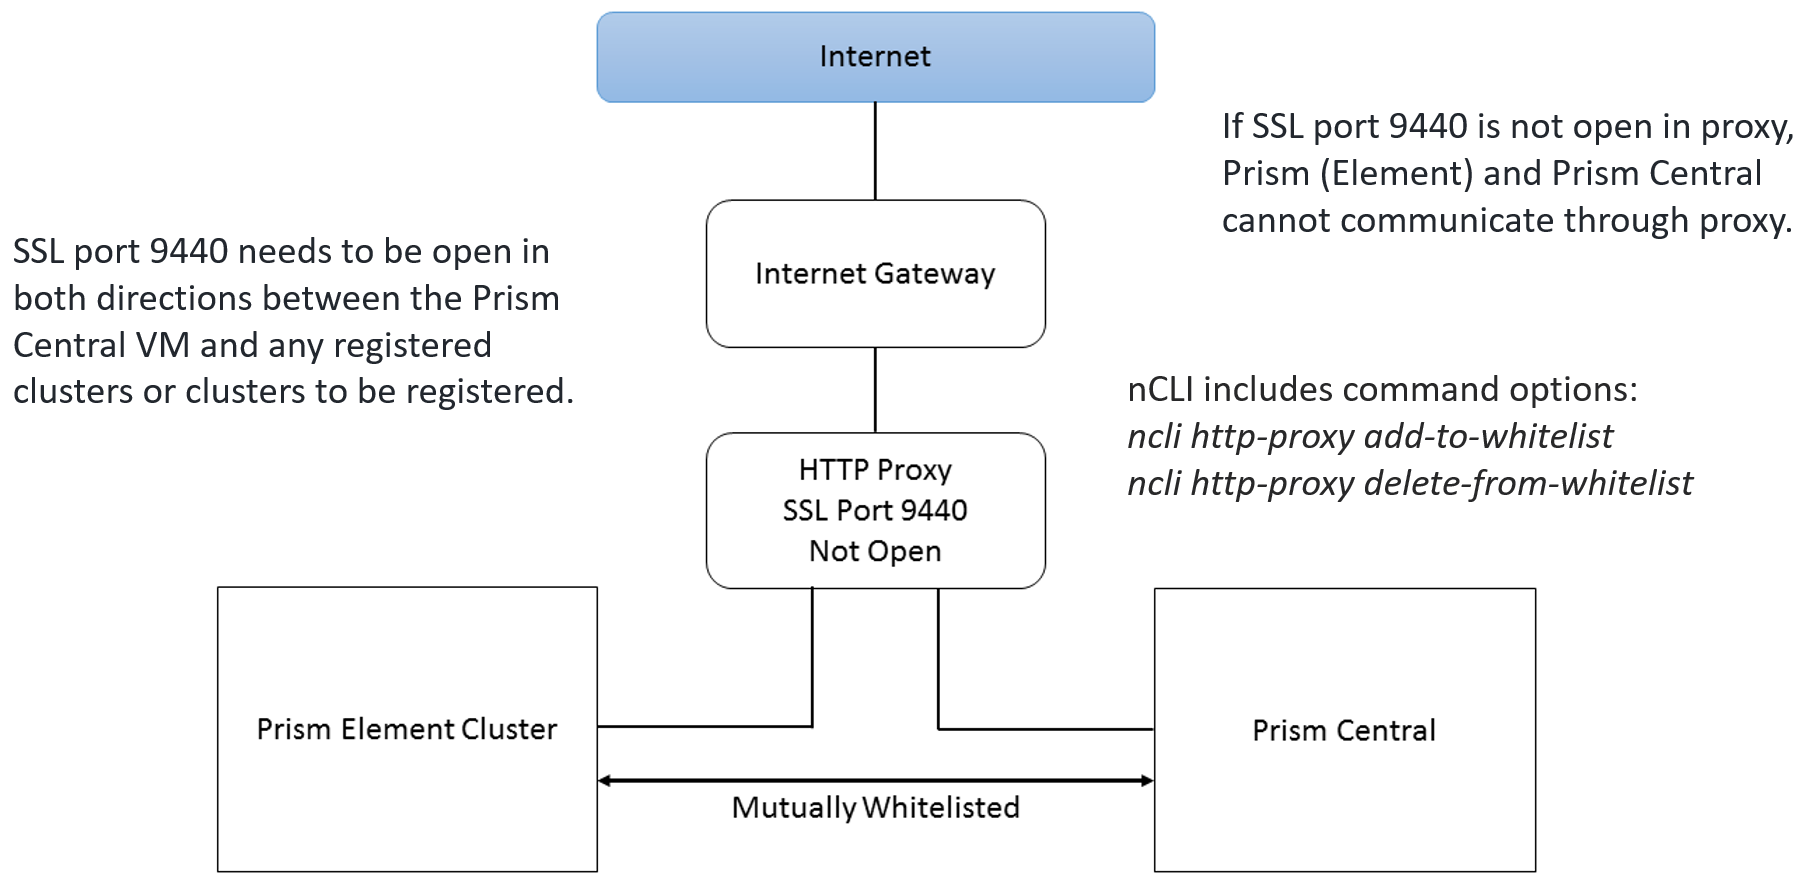 Internet
If SSL port 9440 is not open in proxy,
Prism (Element) and Prism Central
cannot communicate through proxy.
Internet Gateway
SSL port 9440 needs to be open in
both directions between the Prism
Central VM and any registered
clusters or clusters to be registered.
nCLI includes command options:
ncli http-proxy add-to-whitelist
ncli http-proxy delete-from-whitelist
HTTP Proxy
SSL Port 9440
Not Open
Prism Element Cluster
Prism Central
Mutually Whitelisted